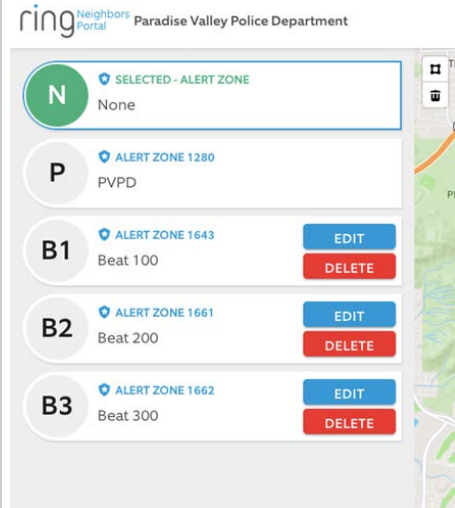 ring Neighbors Portal Paradise Valley Police Department
N
SELECTED - ALERT ZONE
None
P
ALERT ZONE 1280
PVPD
B1
ALERT ZONE 1643
Beat 100
EDIT
DELETE
B2
ALERT ZONE 1661
Beat 200
EDIT
DELETE
B3
ALERT ZONE 1662
Beat 300
EDIT
DELETE